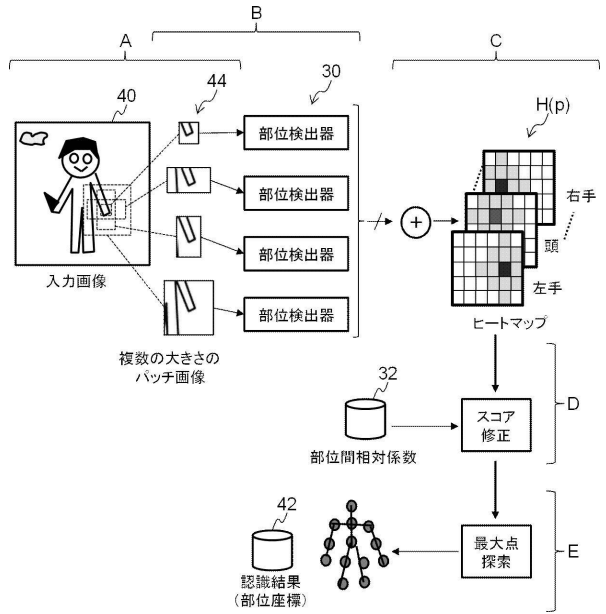 A
B
C
40
44
30
H(p)
部位検出器
部位検出器
部位検出器
部位検出器
入力画像
複数の大きさの
パッチ画像
右手
頭
左手
ヒートマップ
32
部位間相対係数
スコア
修正
D
42
認識結果
(部位座標)
最大点
探索
E